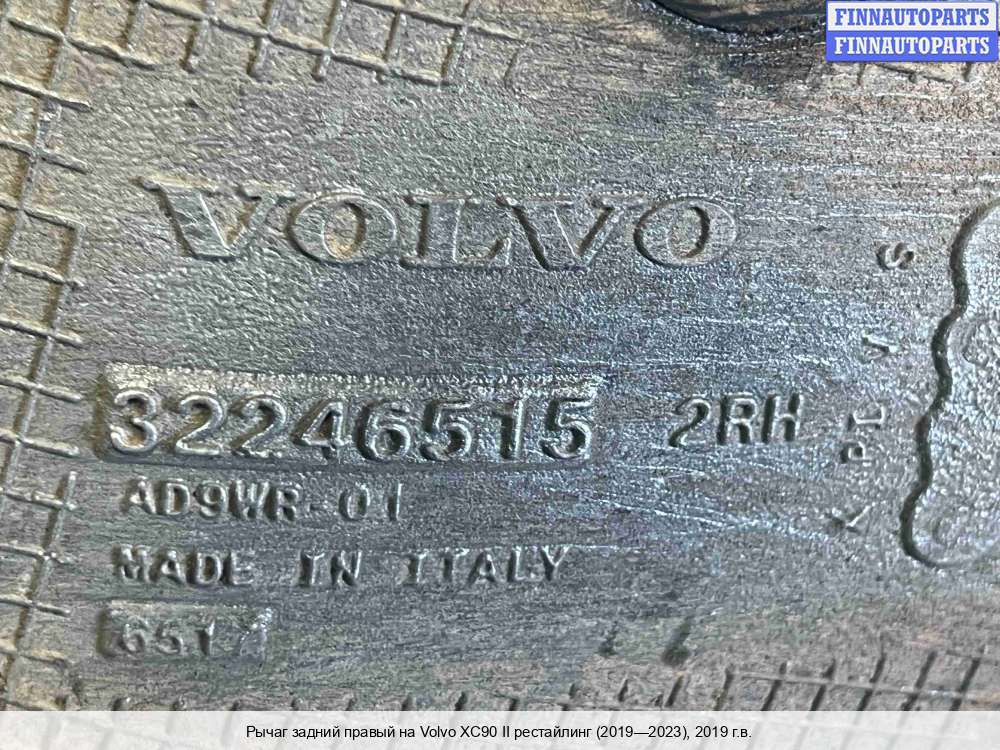 FINNAUTOPARTS
FINNAUTOPARTS
VOLVO
32246515 2RH
AD9WR-01
MADE IN ITALY
Рычаг задний правый на Volvo XC90 II рестайлинг (2019—2023), 2019 г.в.